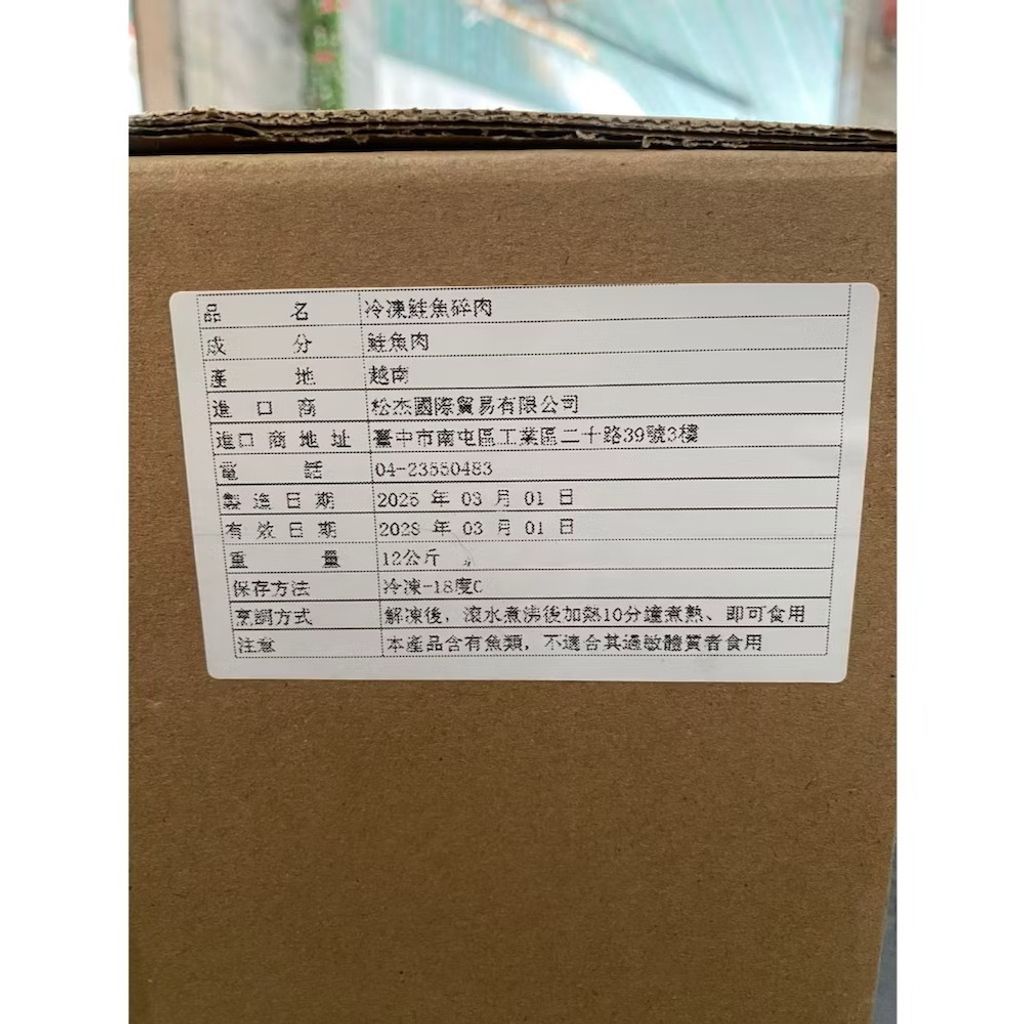 品 名 冷凍鮭魚碎肉
成 分 鮭魚肉
產 地 越南
進 口 商 松杰國際貿易有限公司
進口 商 地 址 臺中市南屯區工業區二十路39號3樓
電 話 04-23550483
製 造 日 期 2025 年 03 月 01 日
有 效 日 期 2028 年 03 月 01 日
重 量 12公斤
保存方法 冷凍-18度C
烹調方式 解凍後，滾水煮沸後加熱10分鐘煮熟、即可食用
注意 本產品含有魚類，不適合其過敏體質者食用